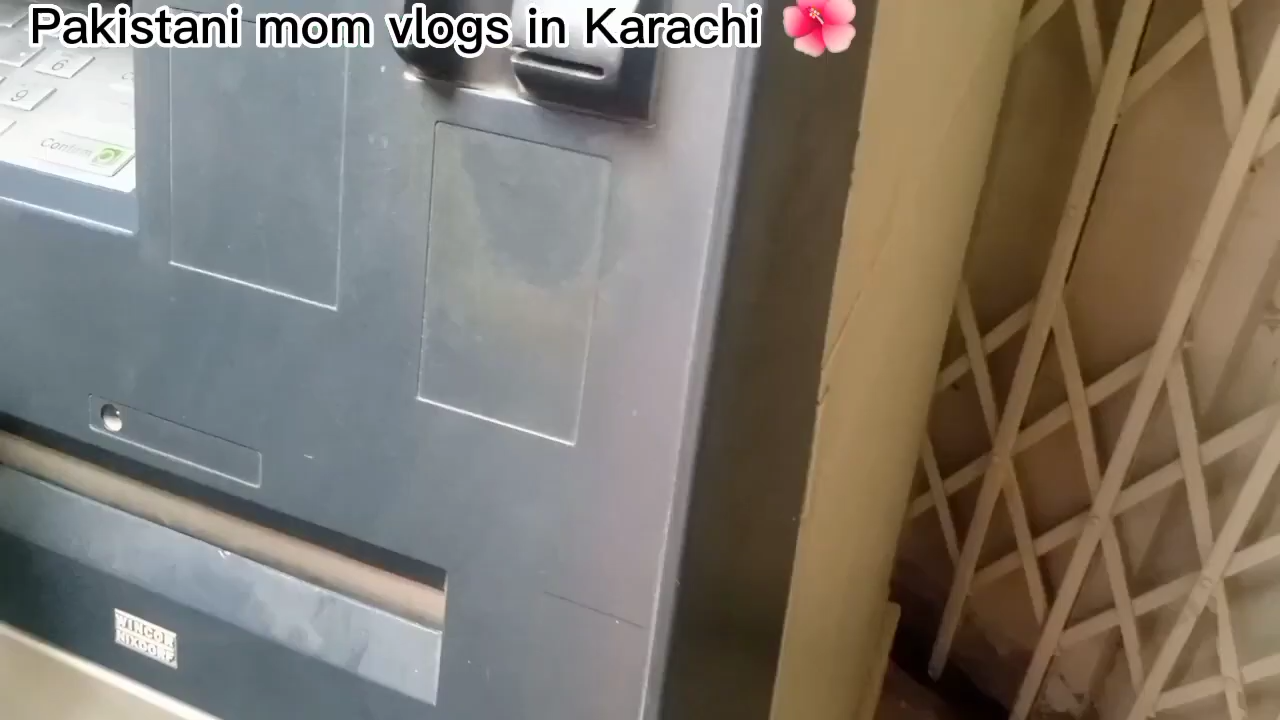 Pakistani mom vlogs in Karachi 🌺
6
9
Confirm
WINCOR
NIXDORF